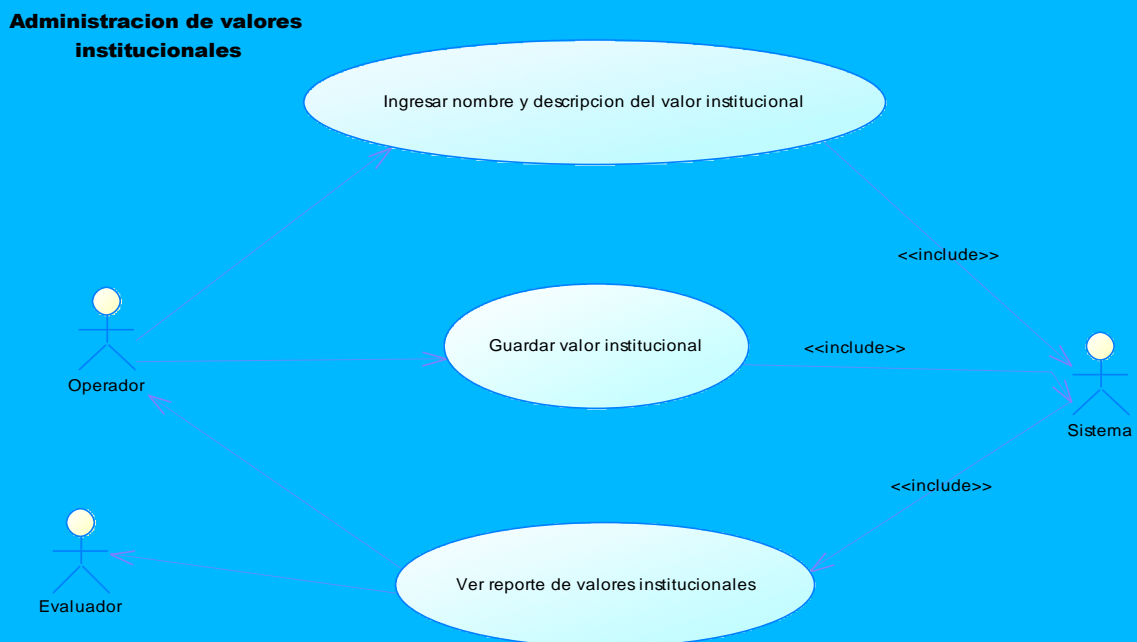 Administracion de valores
institucionales
Ingresar nombre y descripcion del valor institucional
<<include>>
Guardar valor institucional
<<include>>
Operador
Sistema
<<include>>
Ver reporte de valores institucionales
Evaluador